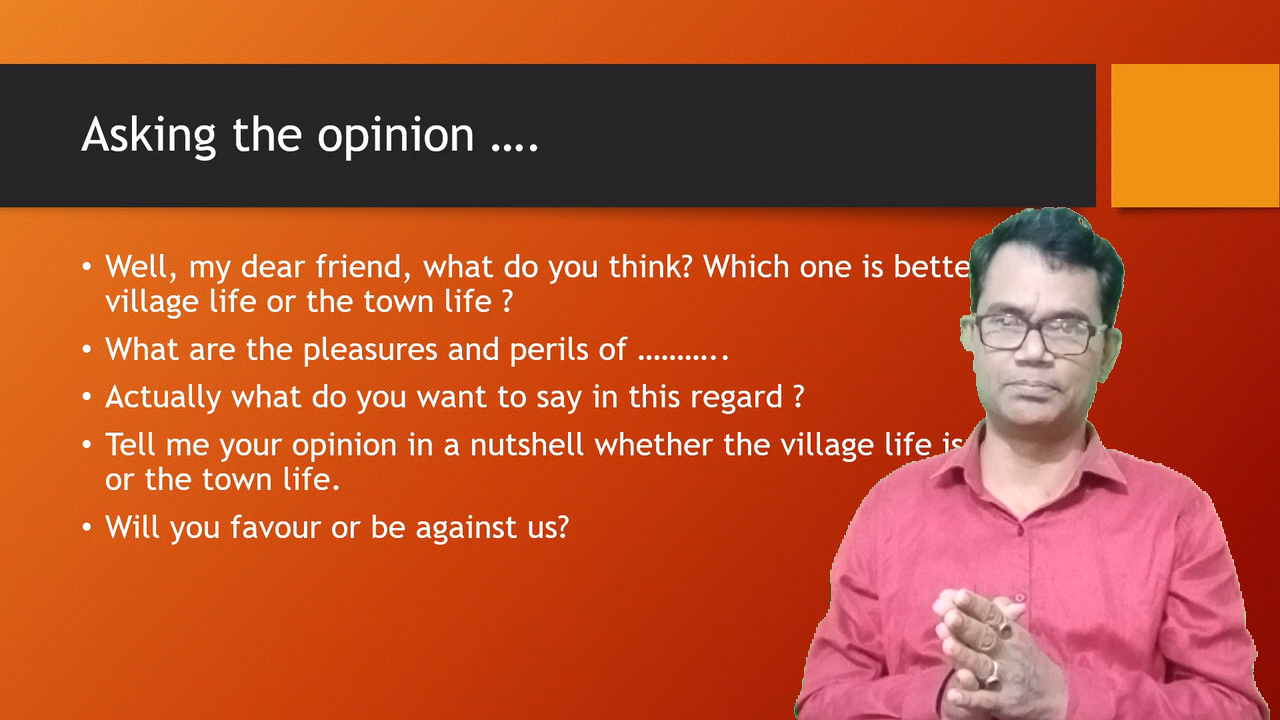 Asking the opinion ....
• Well, my dear friend, what do you think? Which one is bette
village life or the town life ?
• What are the pleasures and perils of ………..
• Actually what do you want to say in this regard ?
• Tell me your opinion in a nutshell whether the village life is
or the town life.
• Will you favour or be against us?